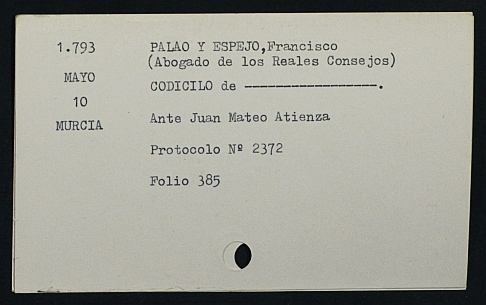 1.793
MAYO
10
MURCIA
PALAO Y ESPEJO,Francisco
(Abogado de los Reales Consejos)
CODICILO de -----------------.
Ante Juan Mateo Atienza
Protocolo Nº 2372
Folio 385